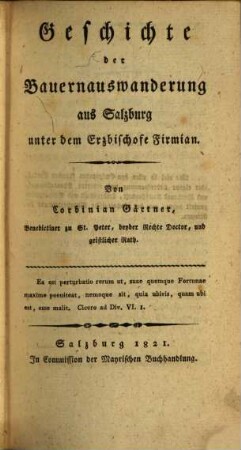 Geschichte
der
Bauernauswanderung
aus Salzburg
unter dem Erzbischofe Firmian.
Von
Corbinian Gärtner,
Benedictiner zu St. Peter, beyder Rechte Doctor, und
geistlicher Rath.
Ea est perturbatio rerum ut, suae quemque Fortunae
maxime poeniteat, nemoque sit, quin ubivis, quam ubi
est, esse malit. Cicero ad Div. VI. 1.
Salzburg 1821.
In Commission der Mayrischen Buchhandlung.